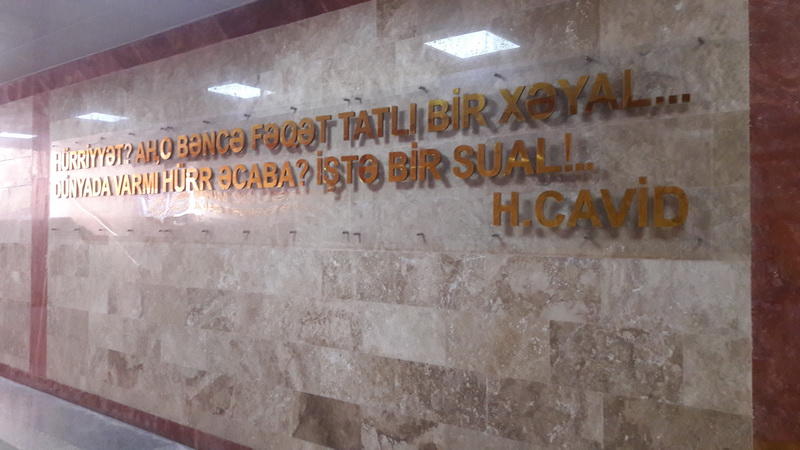 HÜRRİYYƏT? AH,O BƏNCƏ FƏQƏT TATLI BİR XƏYAL...
DÜNYADA VARMI HÜRR ƏCABA? İŞTƏ BİR SUAL!..
H.CAVİD